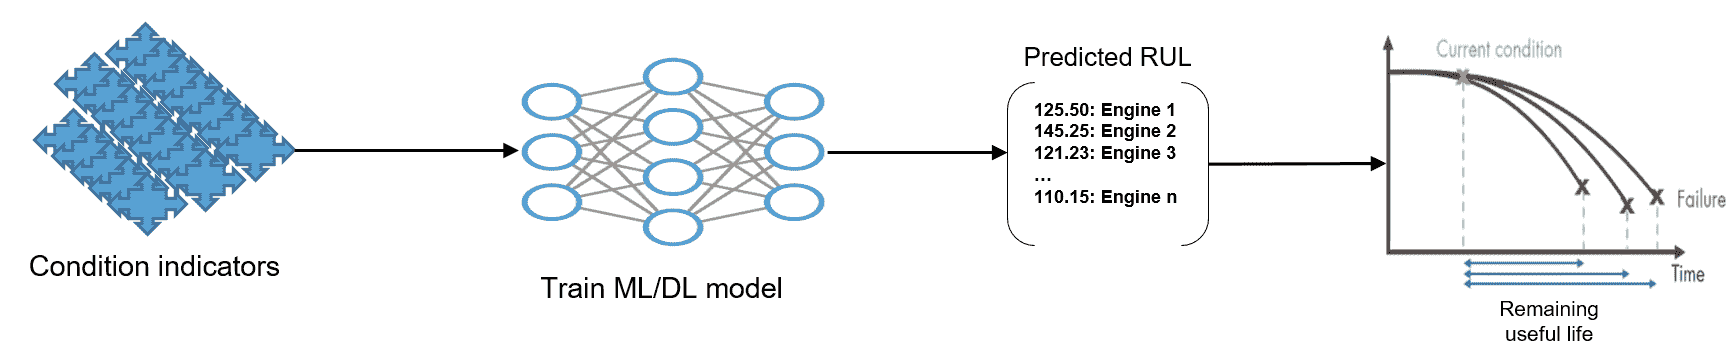 Condition indicators
Train ML/DL model
Predicted RUL
125.50: Engine 1
145.25: Engine 2
121.23: Engine 3
...
110.15: Engine n
Current condition
Failure
Time
Remaining
useful life